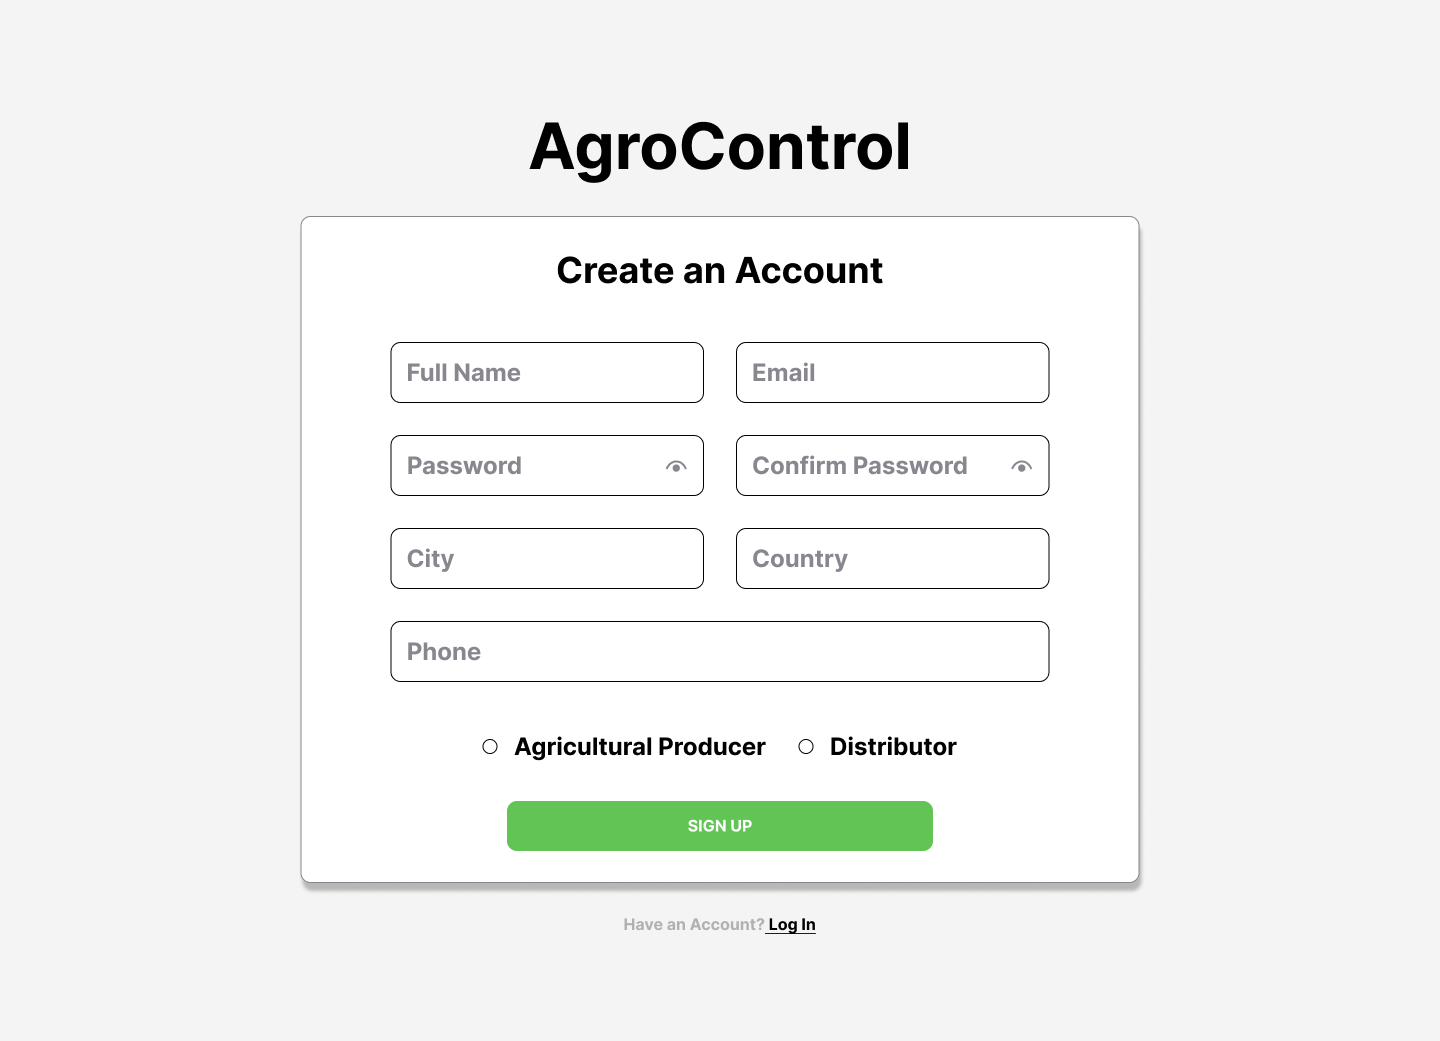 AgroControl
Create an Account
Full Name
Email
Password
Confirm Password
City
Country
Phone
Agricultural Producer
Distributor
SIGN UP
Have an Account? Log In